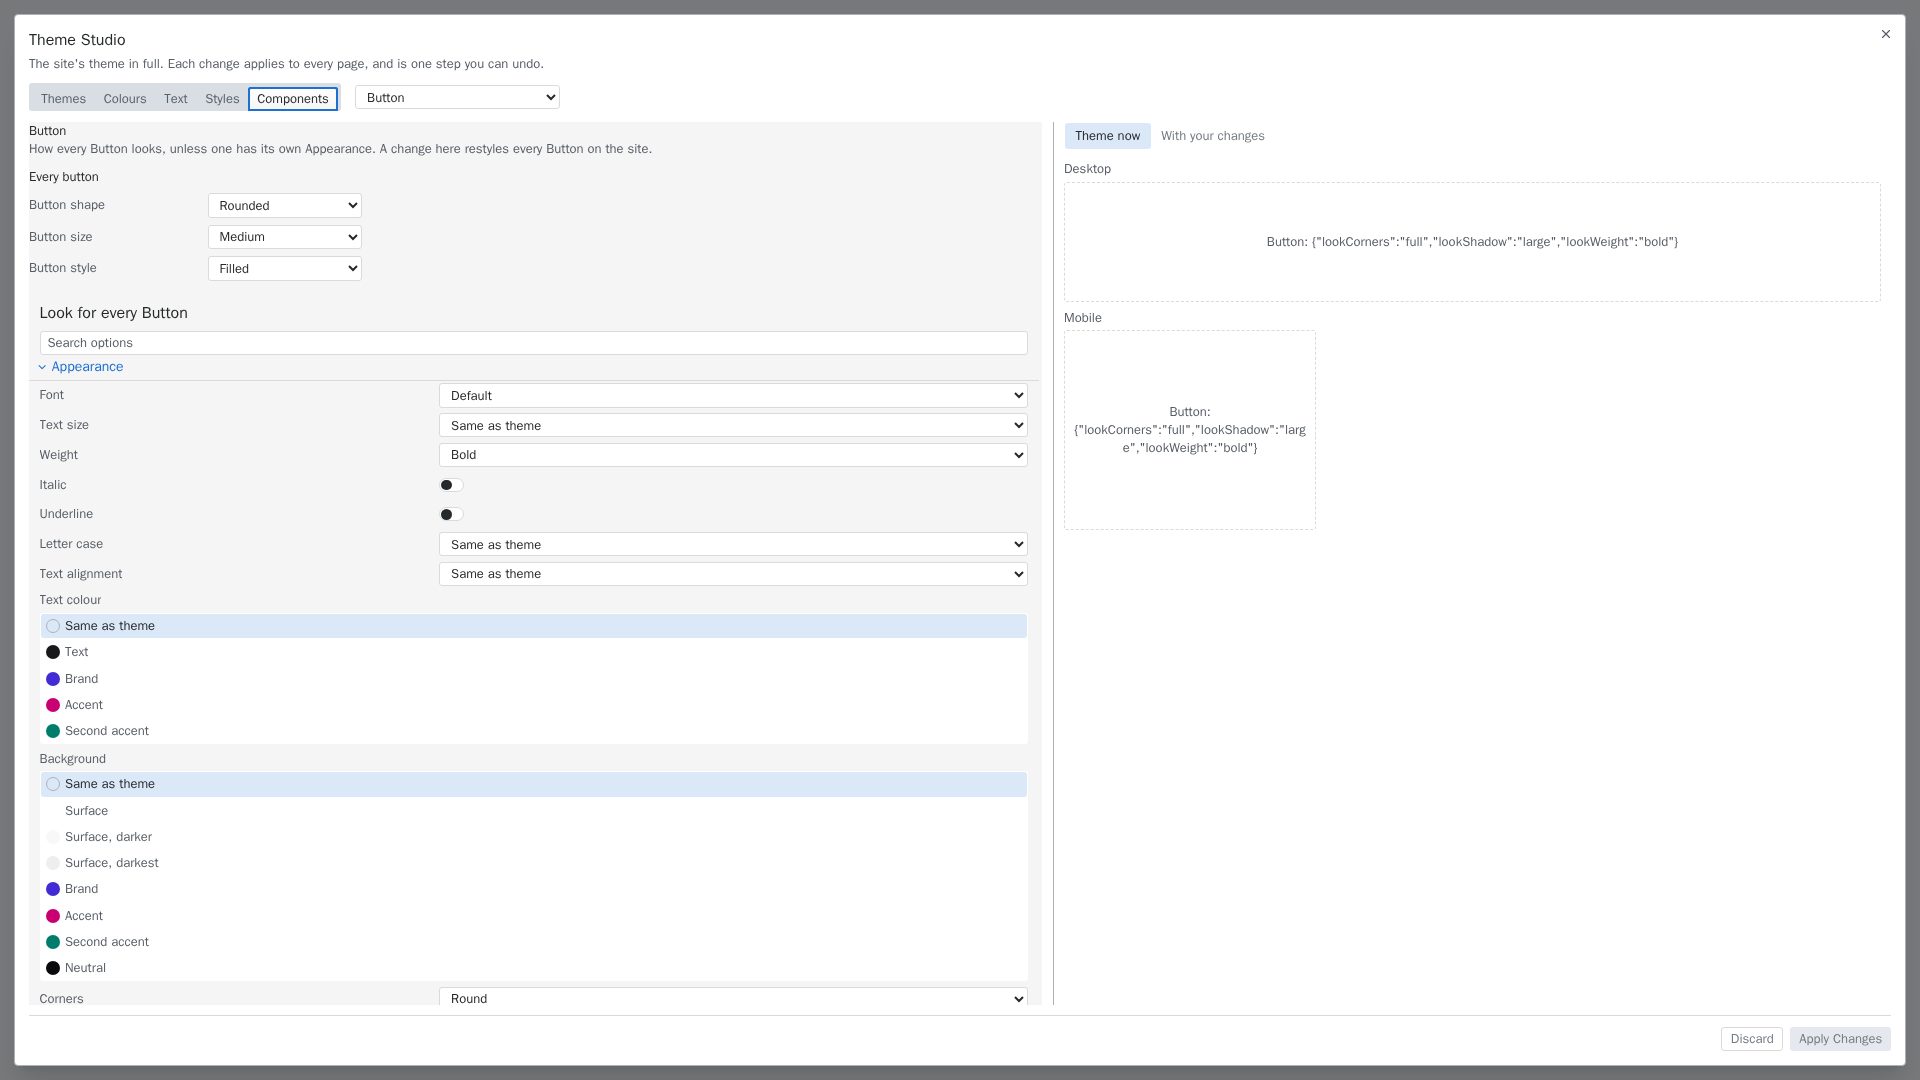 Theme Studio
The site's theme in full. Each change applies to every page, and is one step you can undo.
Themes Colours Text Styles Components Button
Button
How every Button looks, unless one has its own Appearance. A change here restyles every Button on the site.
Every button
Button shape Rounded
Button size Medium
Button style Filled
Look for every Button
Search options
Appearance
Font Default
Text size Same as theme
Weight Bold
Italic
Underline
Letter case Same as theme
Text alignment Same as theme
Text colour
Same as theme
Text
Brand
Accent
Second accent
Background
Same as theme
Surface
Surface, darker
Surface, darkest
Brand
Accent
Second accent
Neutral
Corners Round
Theme now With your changes
Desktop
Button: {"lookCorners":"full","lookShadow":"large","lookWeight":"bold"}
Mobile
Button:
{"lookCorners":"full","lookShadow":"larg
e","lookWeight":"bold"}
Discard Apply Changes